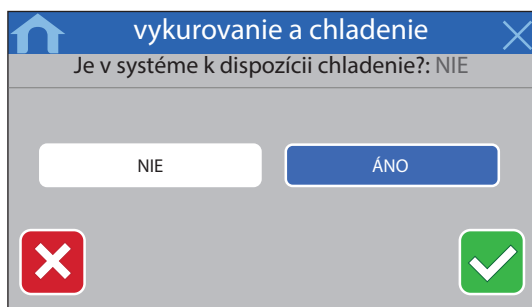 vykurovanie a chladenie
Je v systéme k dispozícii chladenie?: NIE
NIE
ÁNO